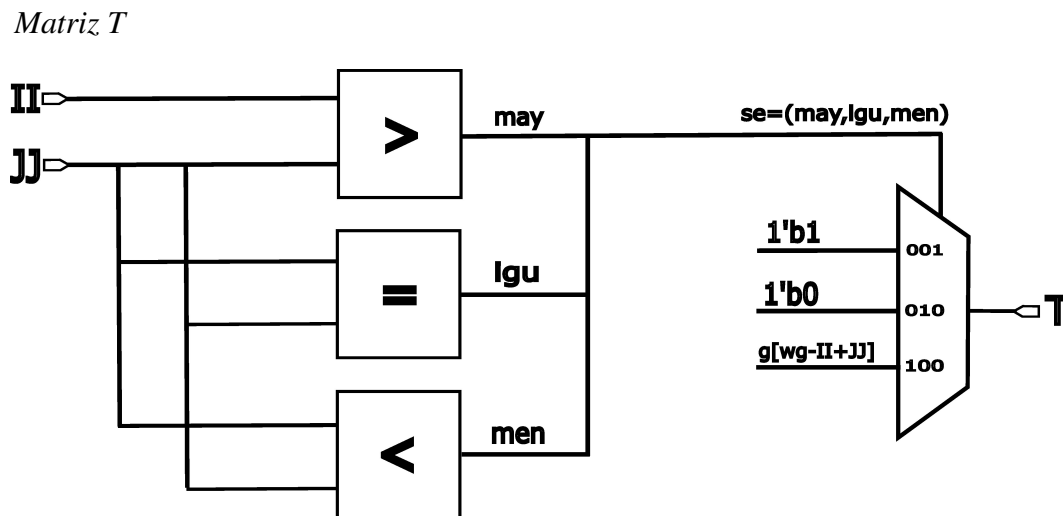 Matriz T
II
JJ
>
may
se=(may,Igu,men)
=
Igu
<
men
1'b1
001
1'b0
010
g[wg-II+JJ]
100
T